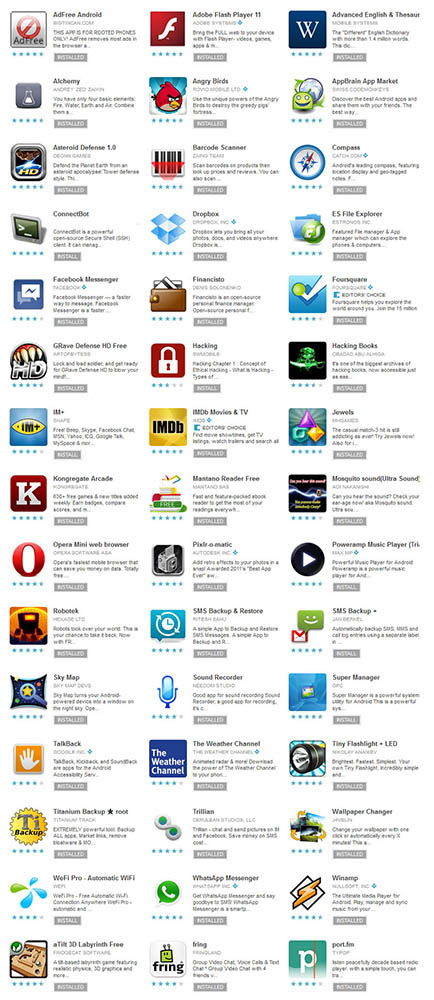 AdFree
AdFree Android
BIGTINCAN.COM
THIS APP IS FOR ROOTED PHONES
ONLY! AdFree removes most ads in
the browser a...
INSTALLED
Adobe Flash Player 11
ADOBE SYSTEMS
Bring the FULL web to your device
with Flash Player- videos, games,
apps & m...
INSTALLED
W
Advanced English & Thesaur
MOBILE SYSTEMS
The "Different" English Dictionary
with more than 1.4 million words.
This dic...
INSTALLED
Alchemy
ANDREY 'ZED' ZAIKIN
You have only four basic elements:
Fire, Water, Earth and Air. Combine
them a...
INSTALLED
Angry Birds
ROVIO MOBILE LTD.
Use the unique powers of the Angry
Birds to destroy the greedy pigs'
fortress...
INSTALLED
AppBrain App Market
SWISS CODEMONKEYS
Discover the best Android apps and
share them with your friends. The
best way...
INSTALLED
HD
Asteroid Defense 1.0
DEONN GAMES
Defend the Planet Earth from an
asteroid apocalypse! Tower defense
style. Thi...
INSTALLED
Barcode Scanner
ZXING TEAM
Scan barcodes on products then
look up prices and reviews. You
can also scan ...
INSTALLED
Compass
CATCH.COM
Android's leading compass, featuring
location display and geo-tagged
notes. F...
INSTALLED
ConnectBot
ConnectBot is a powerful
open-source Secure Shell (SSH)
client. It can manag...
INSTALL
Dropbox
DROPBOX, INC.
Dropbox lets you bring all your
photos, docs, and videos anywhere.
Dropbox is...
INSTALLED
ES File Explorer
ESTRONGS INC.
Featured File Manager & App
manager which can explore the
phones & computers...
INSTALLED
Facebook Messenger
FACEBOOK
Facebook Messenger — a faster
way to message. Facebook
Messenger is a faster ...
INSTALLED
Financisto
DENIS SOLONENKO
Financisto is an open-source
personal finance manager.
Open-source personal f...
INSTALLED
Foursquare
FOURSQUARE
EDITORS' CHOICE
Foursquare helps you explore the
world around you. Join the 15 million
INSTALLED
HD
GRave Defense HD Free
ARTOFBYTESS
Lock and load soldier, and get ready
for GRave Defense HD to blow your
mind!...
INSTALLED
Hacking
SWIMOBILE
Hacking Chapter 1 : Concept of
Ethical Hacking - What is Hacking -
Types of...
INSTALLED
Hacking Books
It's one of the biggest archives of
hacking books, now accessible just
as eas...
INSTALLED
IM+
IM+
SHAPE
Free! Beep, Skype, Facebook Chat,
MSN, Yahoo, ICQ, Google Talk,
MySpace and mor...
INSTALL
IMDb
IMDb Movies & TV
IMDB
EDITORS' CHOICE
Find movie showtimes, get TV
listings, watch trailers and search all
INSTALLED
Jewels
MHGAMES
The casual match-3 hit is still
addicting as ever! Try Jewels now!
Also for i...
INSTALLED
K
Kongregate Arcade
KONGREGATE
630+ free games & new titles added
weekly. Earn badges, compare
scores, and m...
INSTALLED
FREE
Mantano Reader Free
MANTANO SAS
Fast and feature-packed ebook
reader to get the most of your
readings everywh...
INSTALLED
Mosquito sound(Ultra Sound)
AOI NAKANISHI
Can you hear the sound? Check your
ear-age now! aka Mosquito sound,
Ultra sou...
INSTALLED
Opera Mini web browser
OPERA SOFTWARE ASA
Opera's fastest mobile browser that
can save you money on data. Totally
free...
INSTALLED
Pixlr-o-matic
AUTODESK INC.
Add retro effects to your photos in a
snap! Awarded 2011's "Best App
Ever" aw...
INSTALLED
Poweramp Music Player (Tria
MAX MP
Powerful Music Player for Android
Poweramp is a powerful music
player for And...
INSTALLED
Robotek
HEXAGE LTD
Robots took over your world. This is
your chance to take it back. Now
with FR...
INSTALLED
SMS Backup & Restore
RITESH SAHU
A simple App to Backup and Restore
SMS Messages. A simple App to Backup
and R...
INSTALLED
SMS Backup +
JAN BERKEL
Automatically backup SMS, MMS and
call log entries using a separate label
in ...
INSTALLED
Sky Map
SKY MAP DEVS
Sky Map turns your Android-
powered device into a window on
the night sky. Ope...
INSTALLED
Sound Recorder
NEEDOM STUDIO
Good app for sound recording Sound
Recorder, a good app for you
recording, it's c...
INSTALLED
Super Manager
GPC
Super Manager is a powerful system
utility for Android This is a powerful
sys...
INSTALLED
TalkBack
GOOGLE INC.
TalkBack, Kickback, and SoundBack
are apps for the Android
Accessibility Serv...
INSTALLED
The Weather Channel
The Weather Channel
THE WEATHER CHANNEL
Animated radar & more! Download
the power of The Weather Channel
to your phon...
INSTALLED
Tiny Flashlight + LED
NIKOLAY ANANIEV
Brightest. Fastest. Simplest. Your
own Tiny Flashlight, incredibly simple
and...
INSTALLED
Ti
Backup
Titanium Backup ★ root
TITANIUM TRACK
EXTREMELY powerful tool. Backup
ALL apps, Market links, remove
bloatware & MO...
INSTALLED
Trillian
CERULEAN STUDIOS, LLC
Trillian - chat and send pictures on IM
and Facebook. Save money on SMS
cost...
INSTALLED
Wallpaper Changer
JAVIELIN
Change your wallpaper with one
click or automatically every X
minutes! This a...
INSTALLED
WeFi Pro - Automatic WiFI
WEFI
WeFi Pro - Free Automatic Wi-Fi.
Connection Anywhere WeFi Pro -
automatic and ...
INSTALL
WhatsApp Messenger
WHATSAPP INC.
Get WhatsApp Messenger and say
goodbye to SMS! WhatsApp
Messenger is a smartp...
INSTALLED
Winamp
NULLSOFT, INC.
The Ultimate Media Player for
Android. Play, manage and sync
music from your ...
INSTALLED
aTilt 3D Labyrinth Free
FRIDGECAT SOFTWARE
A tilt-based labyrinth game featuring
realistic physics, 3D graphics and
more...
INSTALLED
fring
fring
FRINGLAND
Group Video Chat, Voice Calls & Text
Chat * Group Video Chat with 4
friends v...
INSTALLED
port.fm
TYPOF
Listen peacefully decade based radio
player, with a simple touch, you can
tra...
INSTALLED